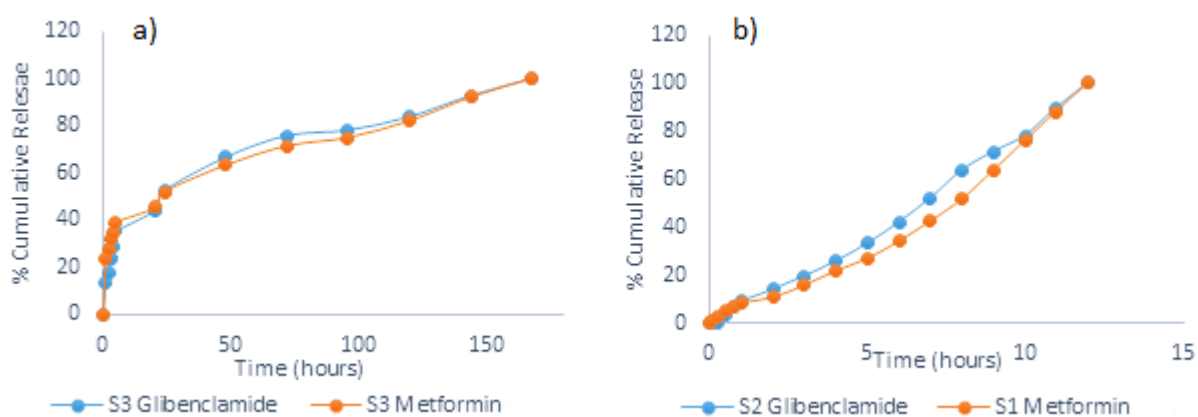 a)
% Cumulative Relesae
120
100
80
60
40
20
0
0 50 100 150
Time (hours)
S3 Glibenclamide S3 Metformin
b)
% Cumulative Release
120
100
80
60
40
20
0
0 5 10 15
Time (hours)
S2 Glibenclamide S1 Metformin